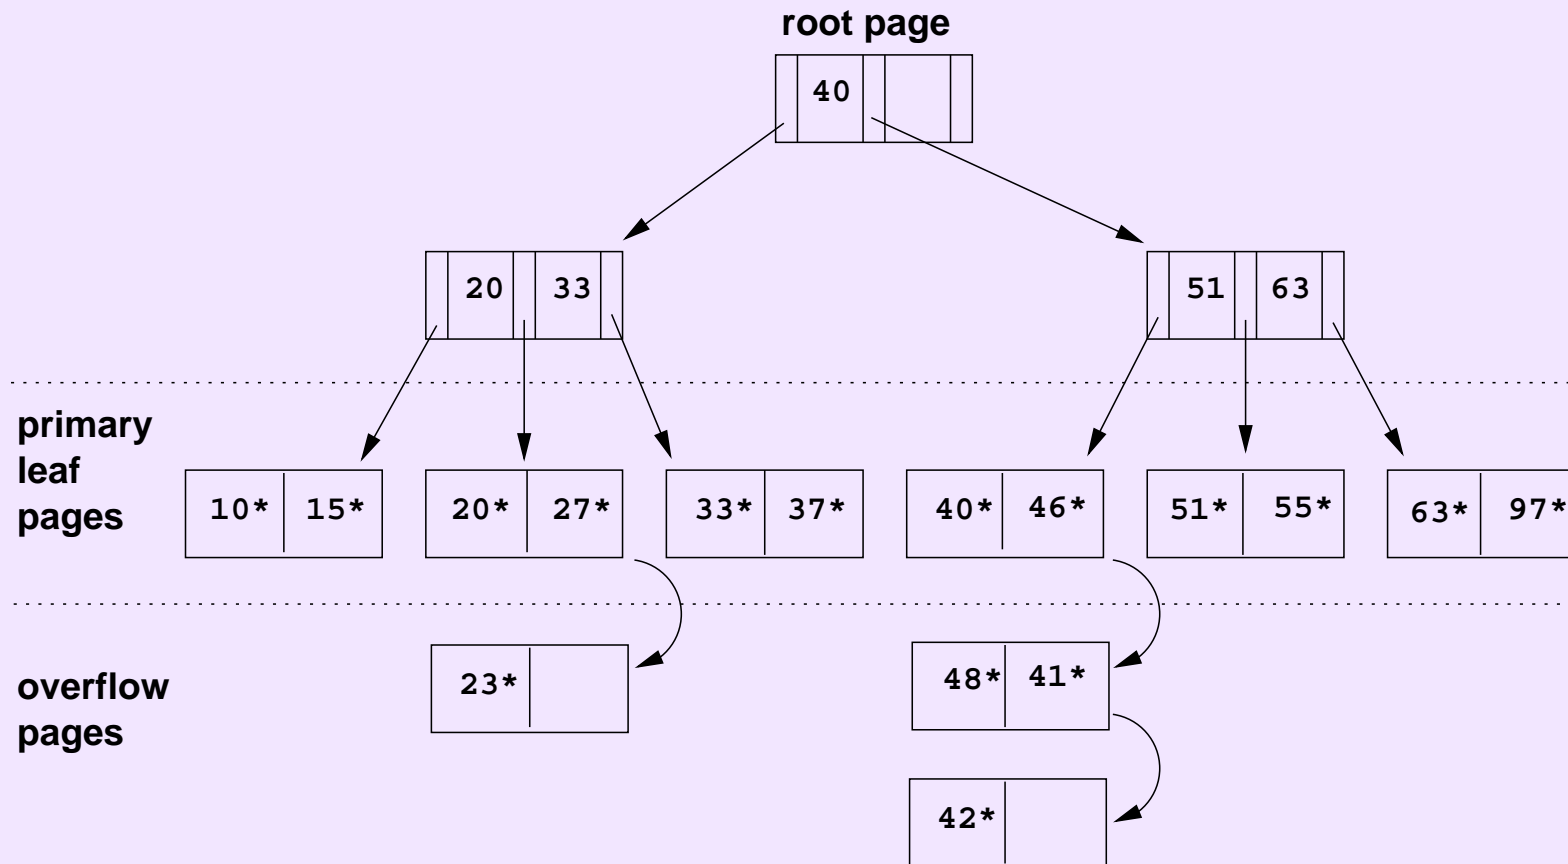 root page
40
20 33
51 63
primary
leaf
pages
10* 15*
20* 27*
33* 37*
40* 46*
51* 55*
63* 97*
overflow
pages
23*
48* 41*
42*